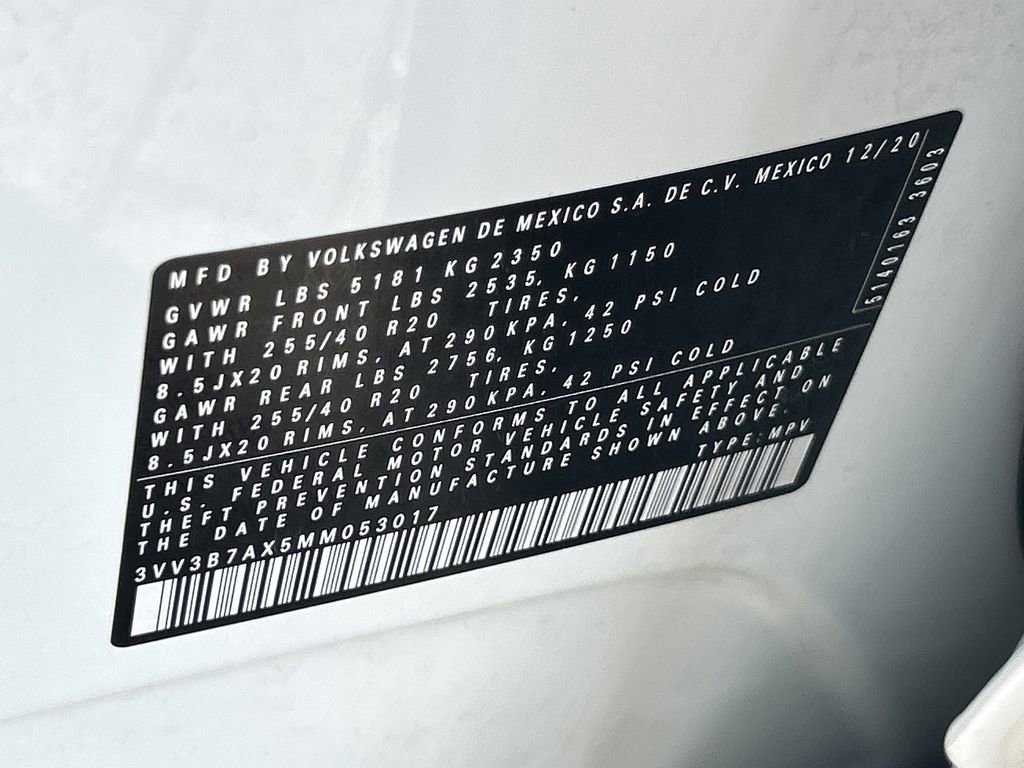 MFD BY VOLKSWAGEN DE MEXICO S.A. DE C.V. MEXICO 12/20
GVWR LBS 5181 KG 2350
GAWR FRONT LBS 2535, KG 1150
WITH 255/40 R20 TIRES,
8.5JX20 RIMS, AT 290KPA, 42 PSI COLD
GAWR REAR LBS 2756, KG 1250
WITH 255/40 R20 TIRES,
8.5JX20 RIMS, AT 290KPA, 42 PSI COLD
THIS VEHICLE CONFORMS TO ALL APPLICABLE
U.S. FEDERAL MOTOR VEHICLE SAFETY AND
THEFT PREVENTION STANDARDS IN EFFECT ON
THE DATE OF MANUFACTURE SHOWN ABOVE.
3VV3B7AX5MM053017 TYPE:MPV
5140163 3603